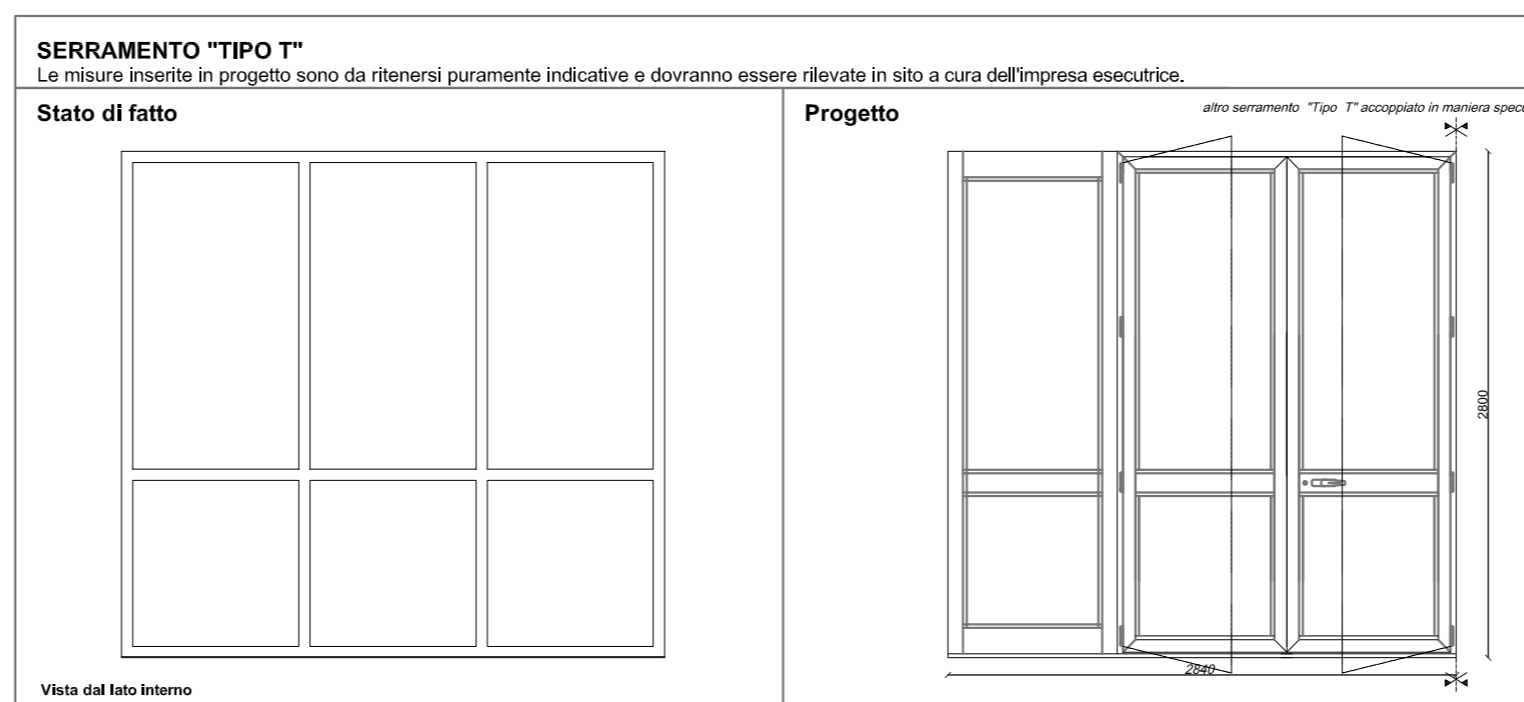 SERRAMENTO "TIPO T"
Le misure inserite in progetto sono da ritenersi puramente indicative e dovranno essere rilevate in sito a cura dell'impresa esecutrice.
Stato di fatto
Progetto
altro serramento "Tipo T" accoppiato in maniera specu
2800
2840
Vista dal lato interno